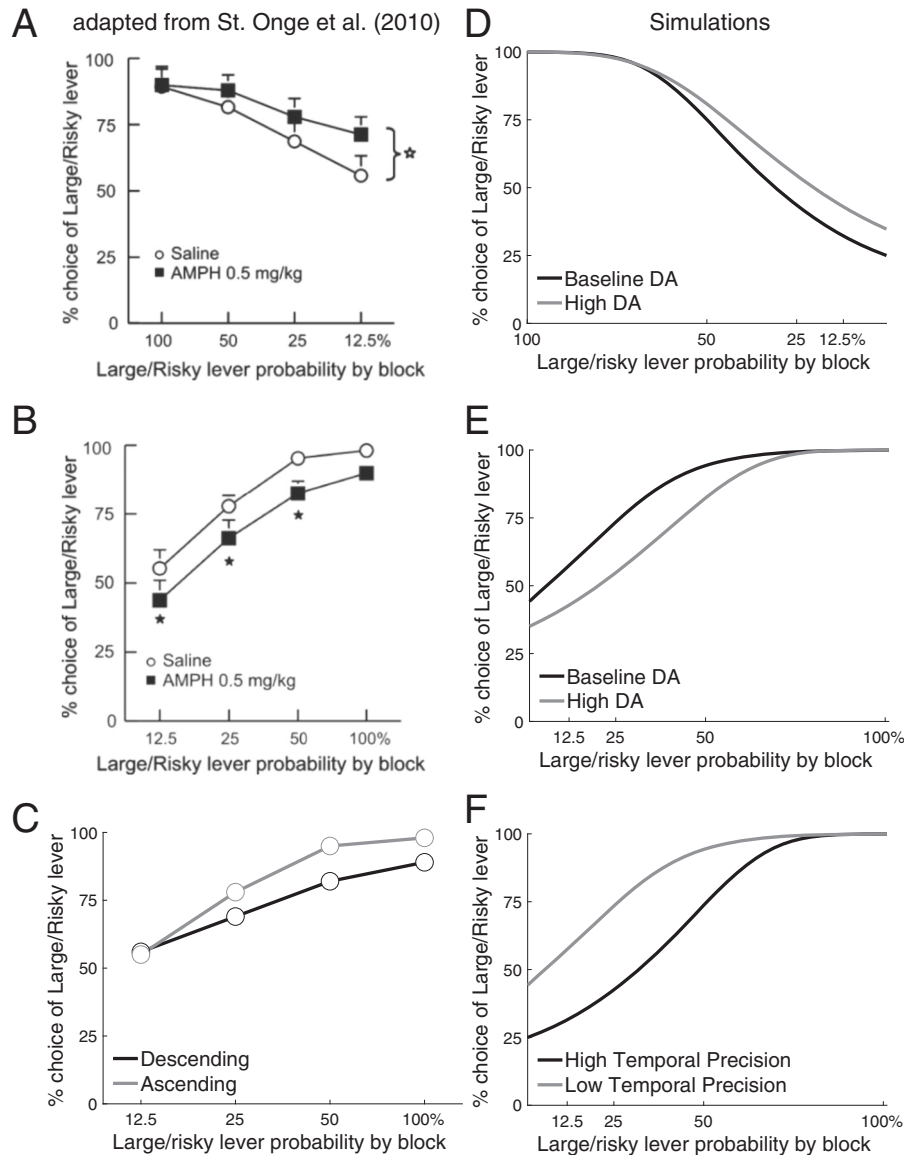 A adapted from St. Onge et al. (2010)
% choice of Large/Risky lever
100
75
50
25
0
☆
Saline
AMPH 0.5 mg/kg
100 50 25 12.5%
Large/Risky lever probability by block
B
% choice of Large/Risky lever
100
75
50
25
0
★ ★ ★
Saline
AMPH 0.5 mg/kg
12.5 25 50 100%
Large/Risky lever probability by block
C
% choice of Large/Risky lever
100
75
50
25
0
Descending
Ascending
12.5 25 50 100%
Large/risky lever probability by block
D Simulations
% choice of Large/Risky lever
100
75
50
25
0
Baseline DA
High DA
100 50 25 12.5%
Large/Risky lever probability by block
E
% choice of Large/Risky lever
100
75
50
25
0
Baseline DA
High DA
12.5 25 50 100%
Large/Risky lever probability by block
F
% choice of Large/Risky lever
100
75
50
25
0
High Temporal Precision
Low Temporal Precision
12.5 25 50 100%
Large/Risky lever probability by block